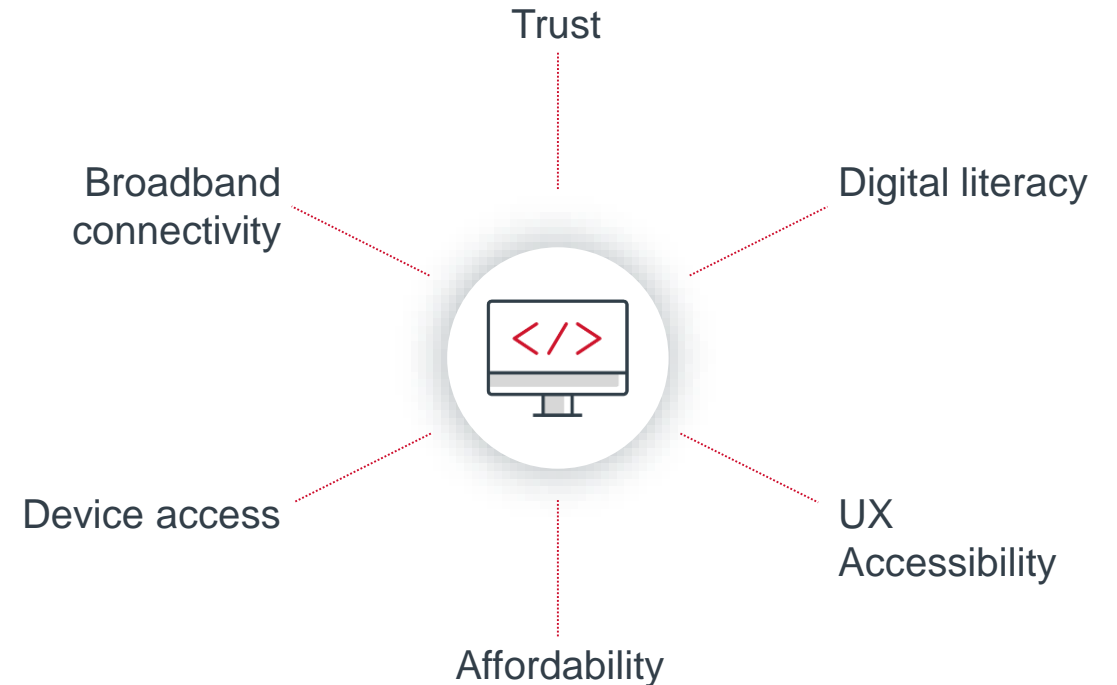 Trust
Broadband
connectivity
Digital literacy
</>
Device access
UX
Accessibility
Affordability